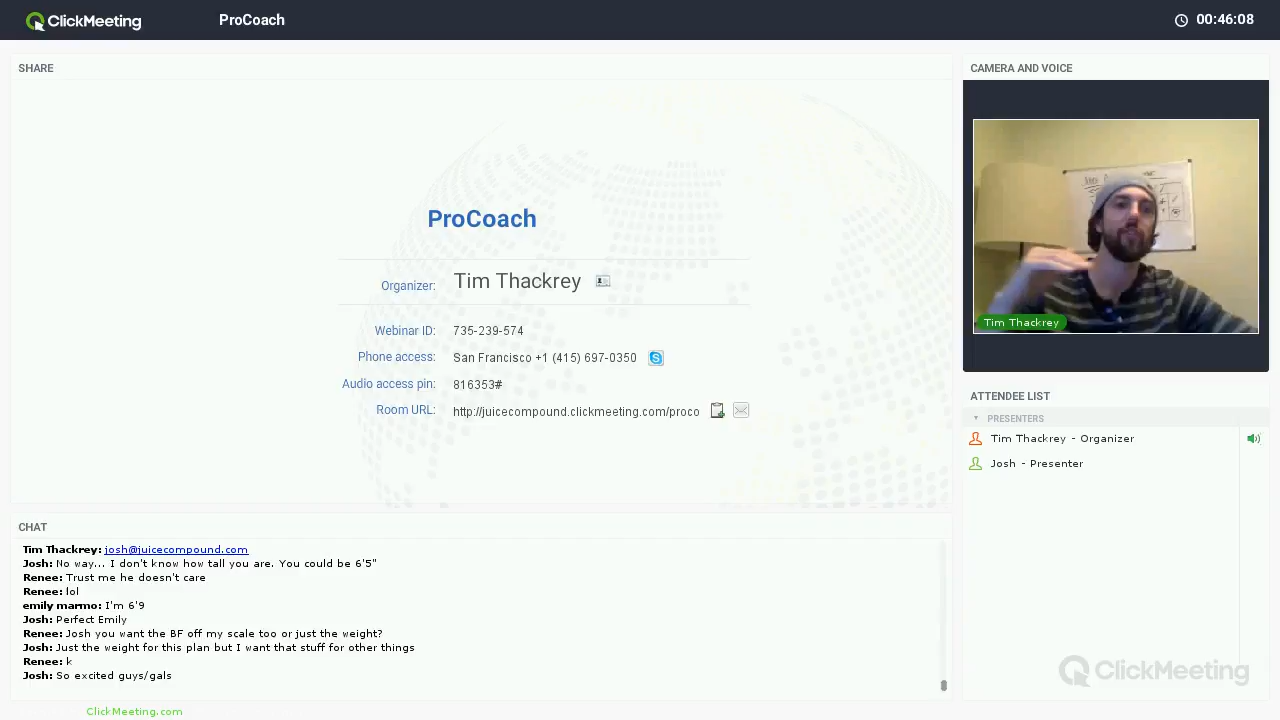 ClickMeeting
ProCoach
00:46:08
SHARE
ProCoach
Organizer: Tim Thackrey
Webinar ID: 735-239-574
Phone access: San Francisco +1 (415) 697-0350
Audio access pin: 816353#
Room URL: http://juicecompound.clickmeeting.com/proco
CAMERA AND VOICE
Tim Thackrey
ATTENDEE LIST
PRESENTERS
Tim Thackrey - Organizer
Josh - Presenter
CHAT
Tim Thackrey: josh@juicecompound.com
Josh: No way... I don't know how tall you are. You could be 6'5"
Renee: Trust me he doesn't care
Renee: lol
emily marmo: I'm 6'9
Josh: Perfect Emily
Renee: Josh you want the BF off my scale too or just the weight?
Josh: Just the weight for this plan but I want that stuff for other things
Renee: k
Josh: So excited guys/gals
ClickMeeting
ClickMeeting.com